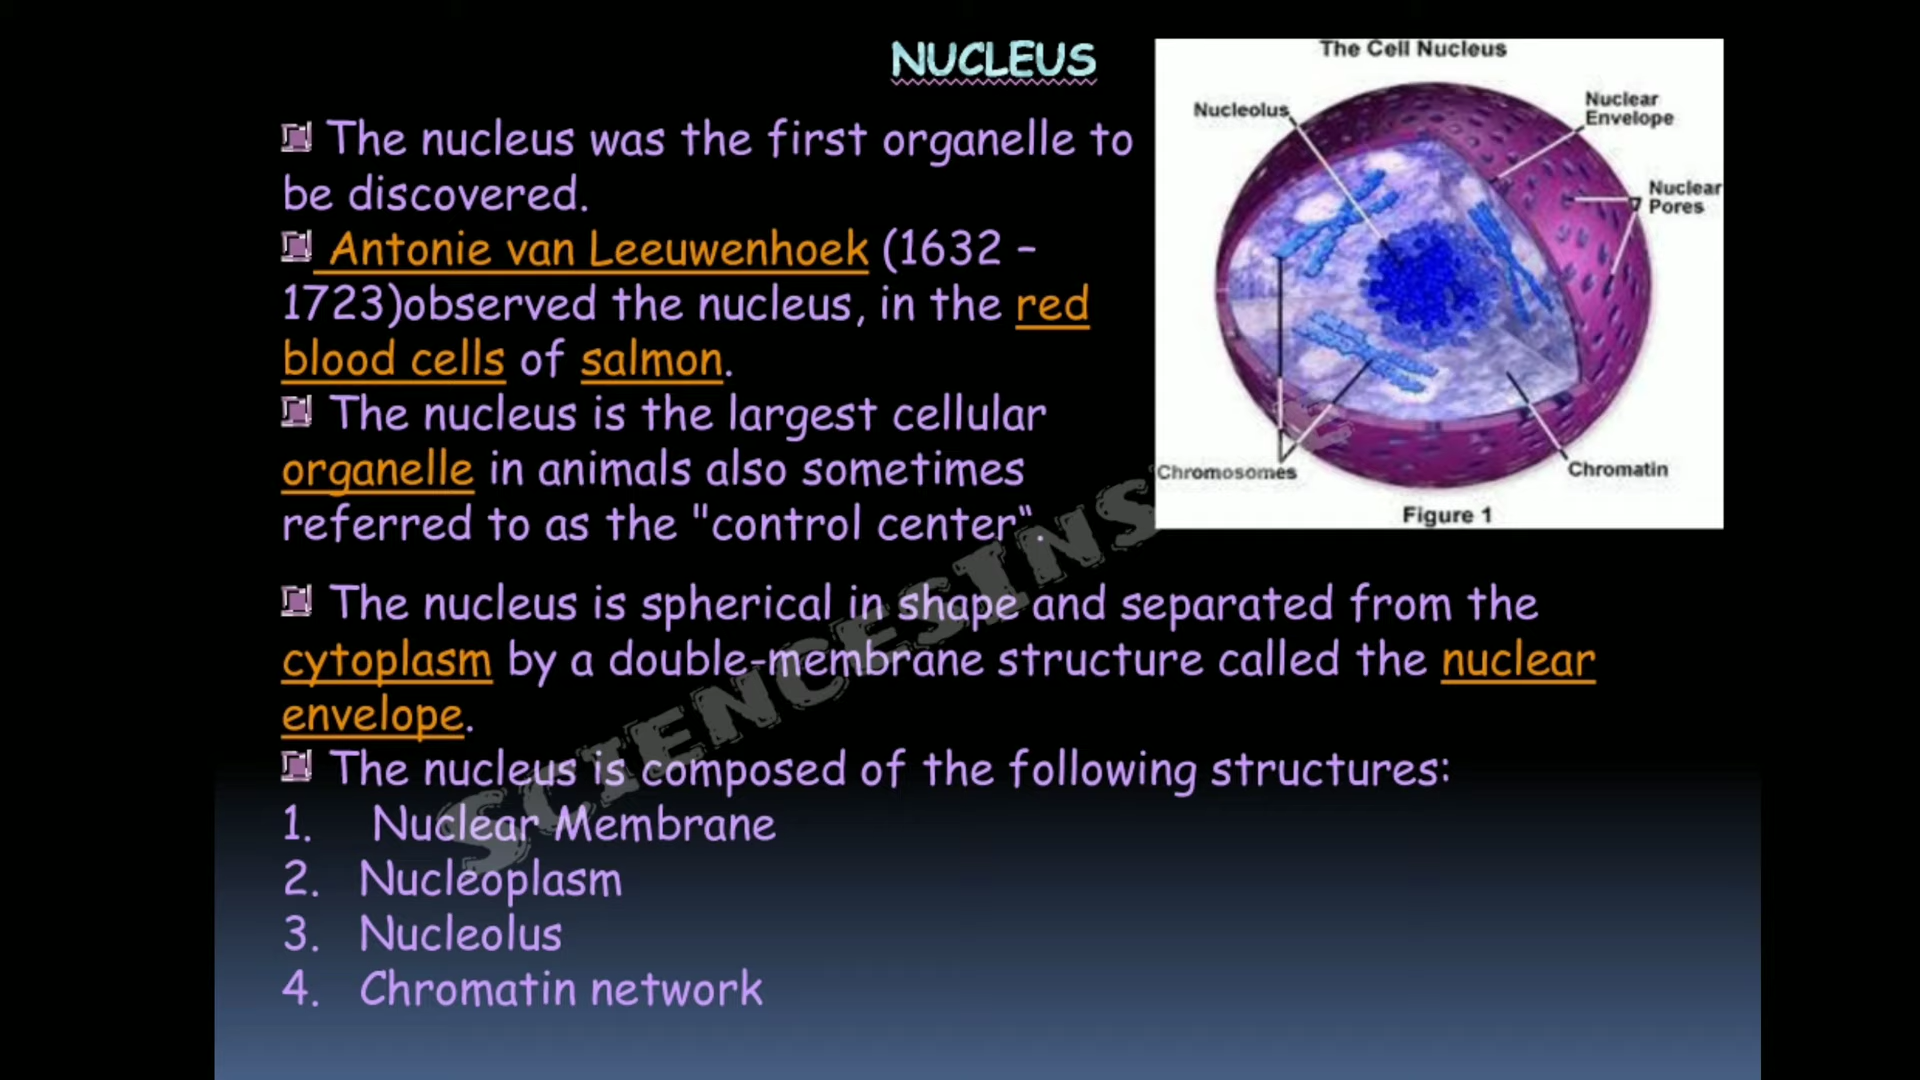 NUCLEUS
The nucleus was the first organelle to
be discovered.
Antonie van Leeuwenhoek (1632 –
1723)observed the nucleus, in the red
blood cells of salmon.
The nucleus is the largest cellular
organelle in animals also sometimes
referred to as the "control center“.
The Cell Nucleus
Nucleolus
Nuclear
Envelope
Nuclear
Pores
Chromosomes
Chromatin
Figure 1
The nucleus is spherical in shape and separated from the
cytoplasm by a double-membrane structure called the nuclear
envelope.
The nucleus is composed of the following structures:
1. Nuclear Membrane
2. Nucleoplasm
3. Nucleolus
4. Chromatin network